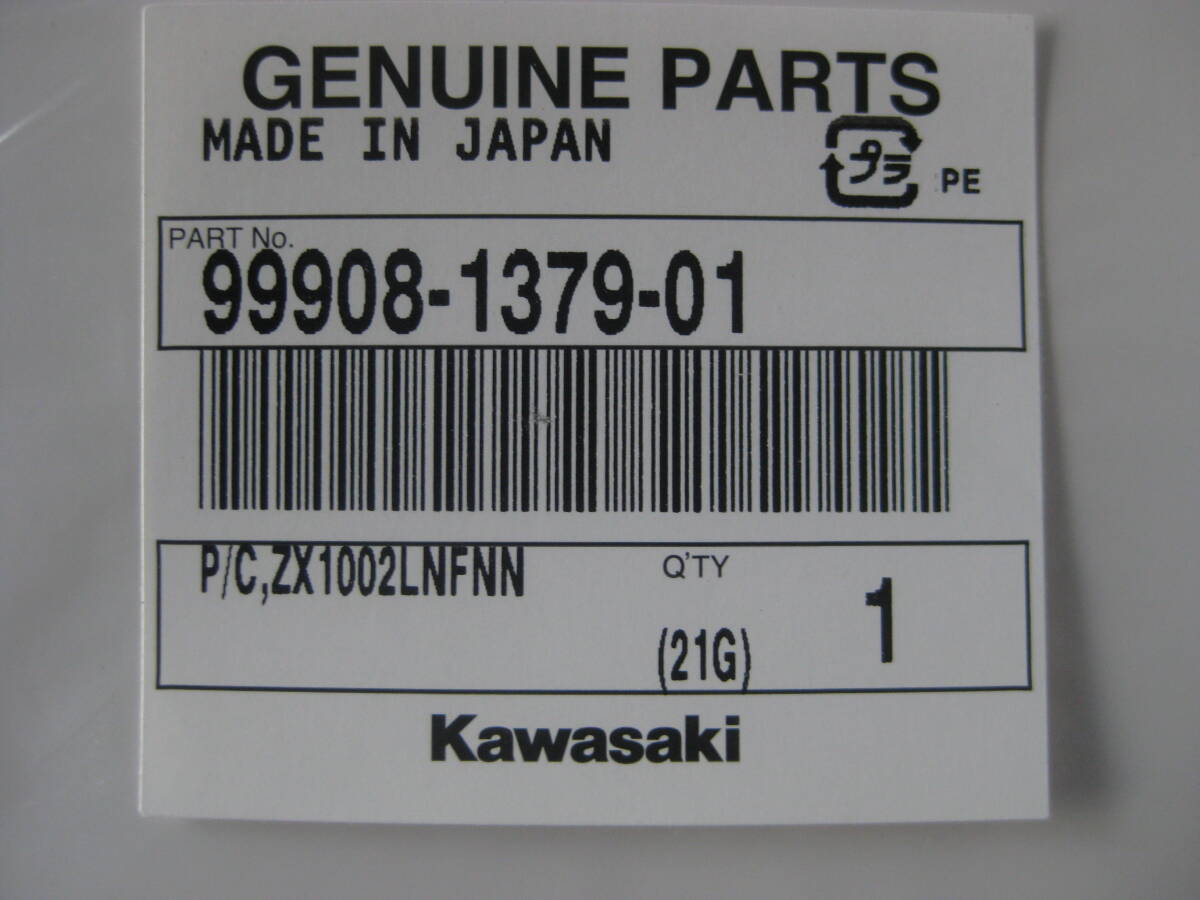 GENUINE PARTS
MADE IN JAPAN
プラ PE
PART No.
99908-1379-01
P/C,ZX1002LNFNN
Q'TY
(21G) 1
Kawasaki